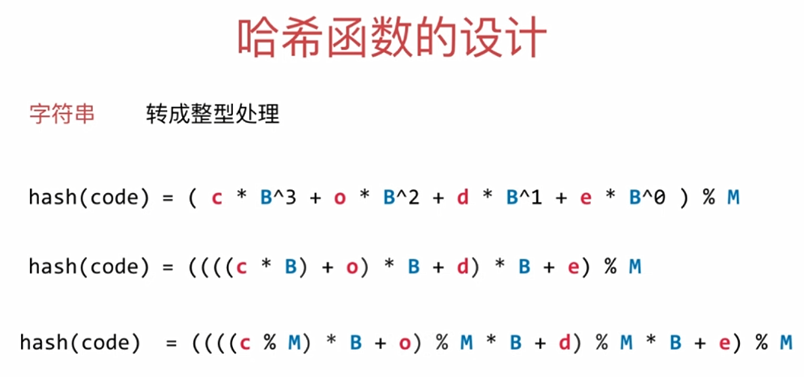 哈希函数的设计
字符串 转成整型处理
hash(code) = ( c * B^3 + o * B^2 + d * B^1 + e * B^0 ) % M
hash(code) = ((((c * B) + o) * B + d) * B + e) % M
hash(code) = ((((c % M) * B + o) % M * B + d) % M * B + e) % M